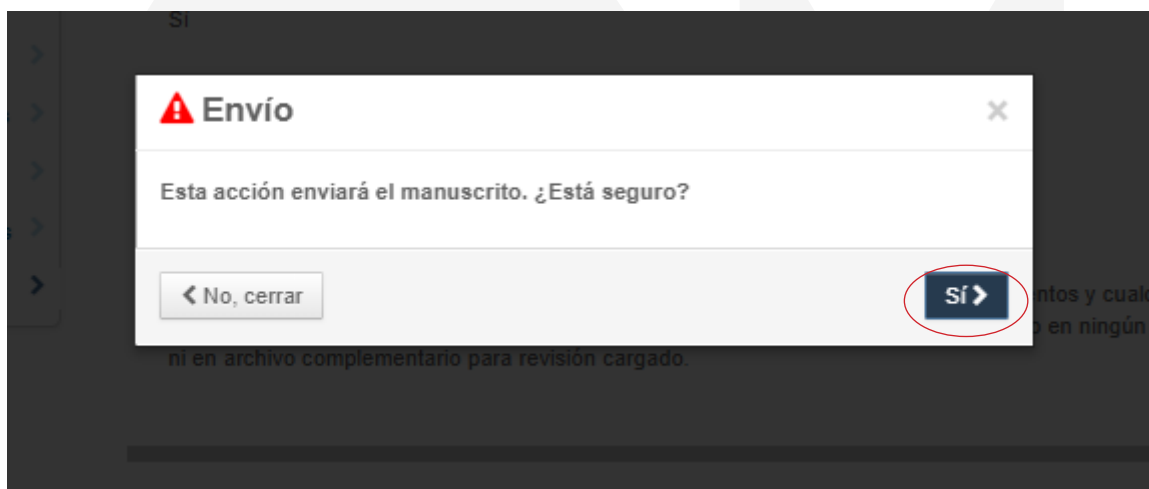 Sí
Envío
Esta acción enviará el manuscrito. ¿Está seguro?
No, cerrar
Sí
ntos y cualq
o en ningún
ni en archivo complementario para revisión cargado.
s